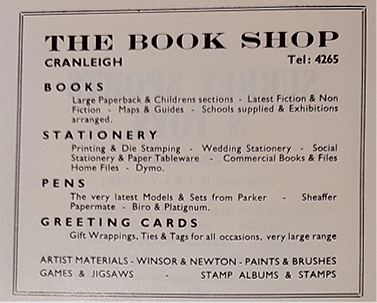 THE BOOK SHOP
CRANLEIGH Tel: 4265
BOOKS
Large Paperback & Childrens sections - Latest Fiction & Non
Fiction - Maps & Guides - Schools supplied & Exhibitions
arranged.
STATIONERY
Printing & Die Stamping - Wedding Stationery - Social
Stationery & Paper Tableware - Commercial Books & Files
Home Files - Dymo.
PENS
The very latest Models & Sets from Parker - Sheaffer
Papermate - Biro & Platignum.
GREETING CARDS
Gift Wrappings, Ties & Tags for all occasions, very large range
ARTIST MATERIALS - WINSOR & NEWTON - PAINTS & BRUSHES
GAMES & JIGSAWS - STAMP ALBUMS & STAMPS